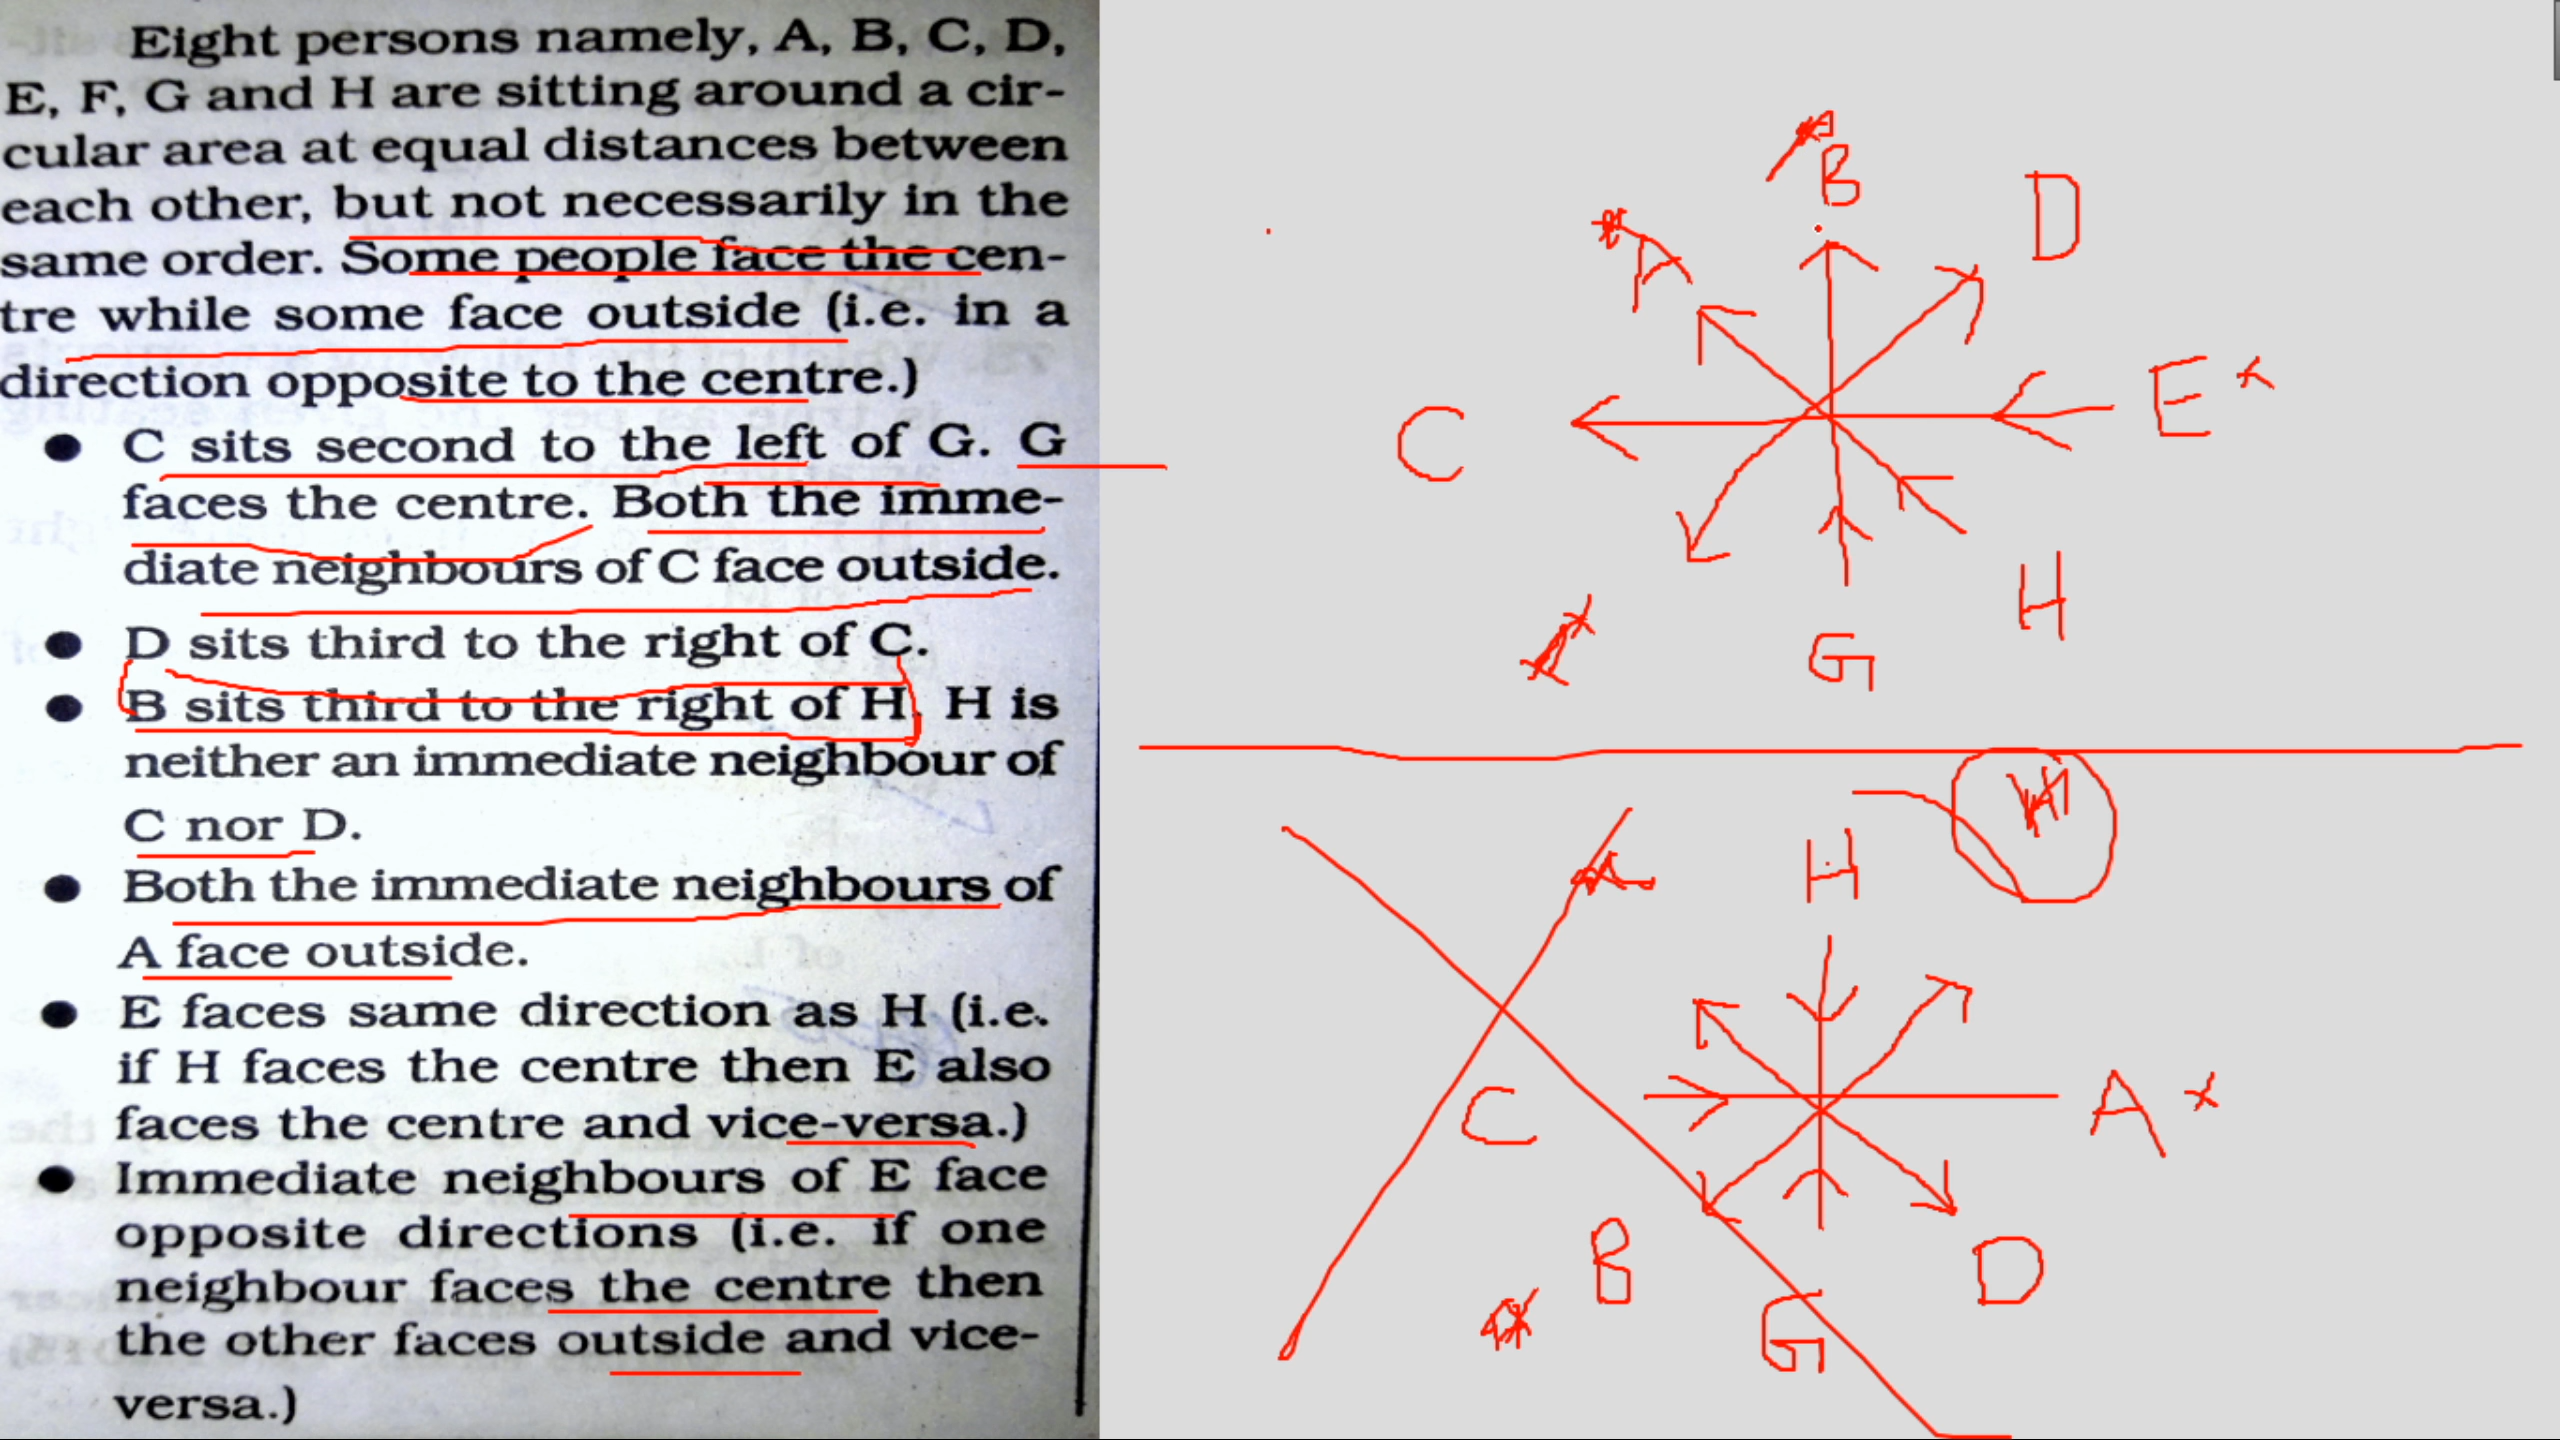 Eight persons namely, A, B, C, D,
E, F, G and H are sitting around a cir-
cular area at equal distances between
each other, but not necessarily in the
same order. Some people face the cen-
tre while some face outside (i.e. in a
direction opposite to the centre.)
● C sits second to the left of G. G
faces the centre. Both the imme-
diate neighbours of C face outside.
● D sits third to the right of C.
● B sits third to the right of H. H is
neither an immediate neighbour of
C nor D.
● Both the immediate neighbours of
A face outside.
● E faces same direction as H (i.e.
if H faces the centre then E also
faces the centre and vice-versa.)
● Immediate neighbours of E face
opposite directions (i.e. if one
neighbour faces the centre then
the other faces outside and vice-
versa.)
B
D
A
E
C
H
G
H
C
A
B
D
G